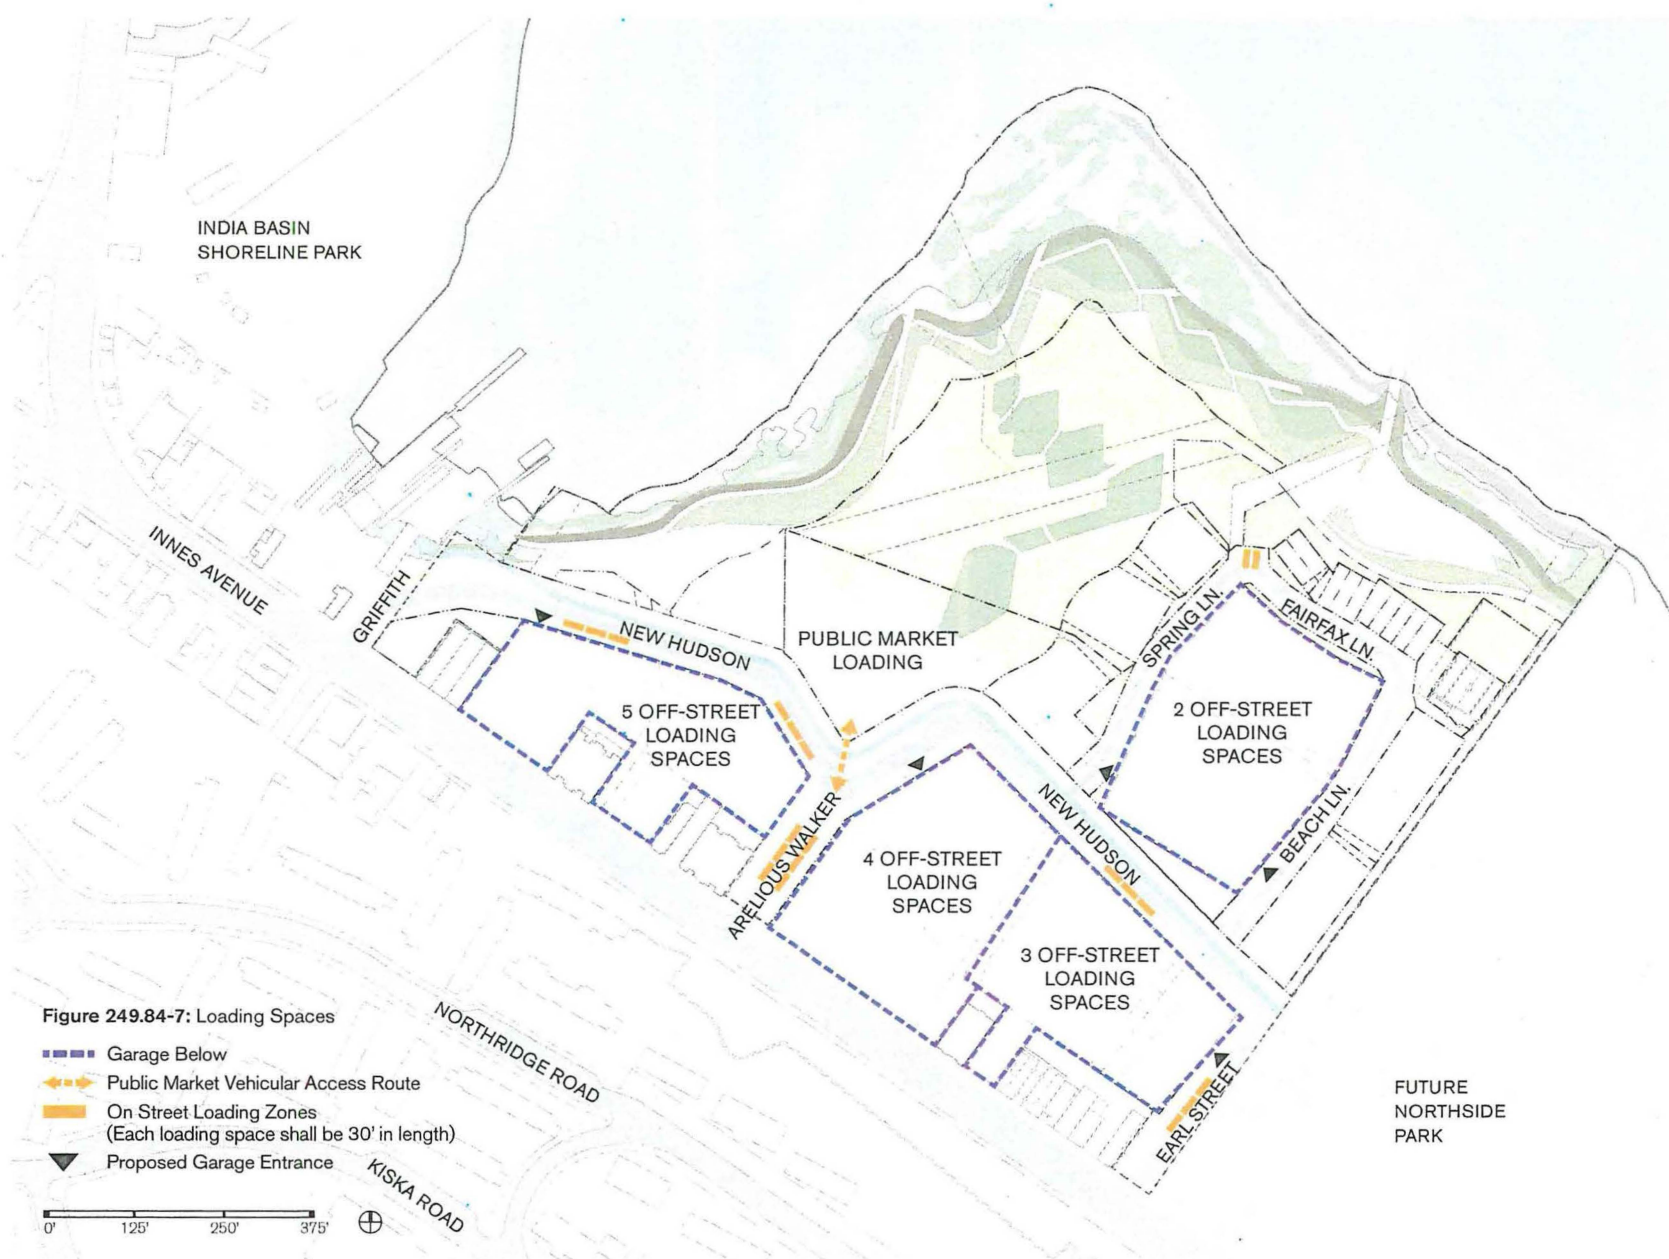 INDIA BASIN
SHORELINE PARK
INNES AVENUE
GRIFFITH
NEW HUDSON
PUBLIC MARKET
LOADING
SPRING LN.
FAIRFAX LN.
5 OFF-STREET
LOADING
SPACES
2 OFF-STREET
LOADING
SPACES
ARELIOUS WALKER
NEW HUDSON
BEACH LN.
4 OFF-STREET
LOADING
SPACES
3 OFF-STREET
LOADING
SPACES
EARL STREET
FUTURE
NORTHSIDE
PARK
NORTHRIDGE ROAD
KISKA ROAD
Figure 249.84-7: Loading Spaces
Garage Below
Public Market Vehicular Access Route
On Street Loading Zones
(Each loading space shall be 30' in length)
Proposed Garage Entrance
0' 125' 250' 375'